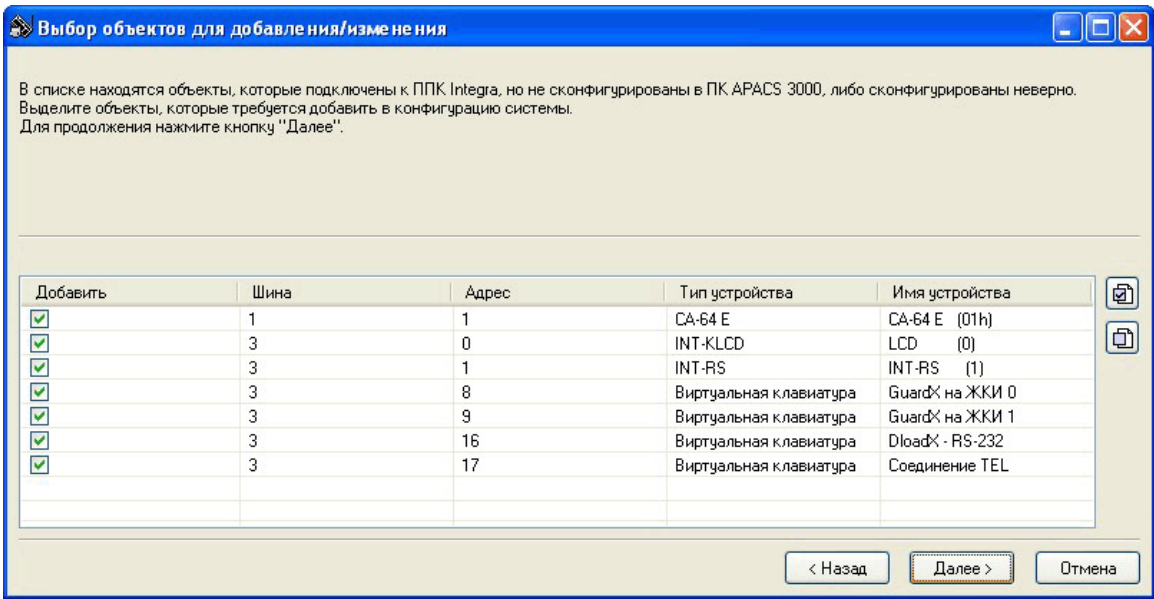 Выбор объектов для добавления/изменения
В списке находятся объекты, которые подключены к ППК Integra, но не сконфигурированы в ПК APACS 3000, либо сконфигурированы неверно.
Выделите объекты, которые требуется добавить в конфигурацию системы.
Для продолжения нажмите кнопку "Далее".
Добавить Шина Адрес Тип устройства Имя устройства
1 1 CA-64 E CA-64 E (01h)
3 0 INT-KLCD LCD (0)
3 1 INT-RS INT-RS (1)
3 8 Виртуальная клавиатура GuardX на ЖКИ 0
3 9 Виртуальная клавиатура GuardX на ЖКИ 1
3 16 Виртуальная клавиатура DloadX - RS-232
3 17 Виртуальная клавиатура Соединение TEL
< Назад Далее > Отмена